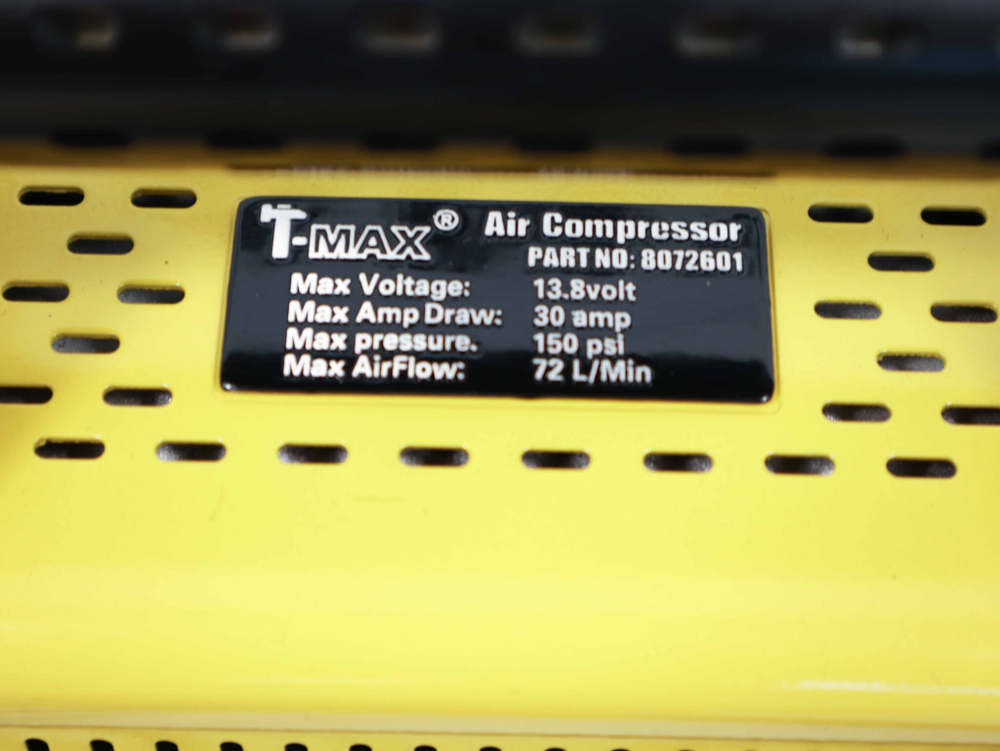 T-MAX® Air Compressor
PART NO: 8072601
Max Voltage: 13.8volt
Max Amp Draw: 30 amp
Max pressure. 150 psi
Max AirFlow: 72 L/Min